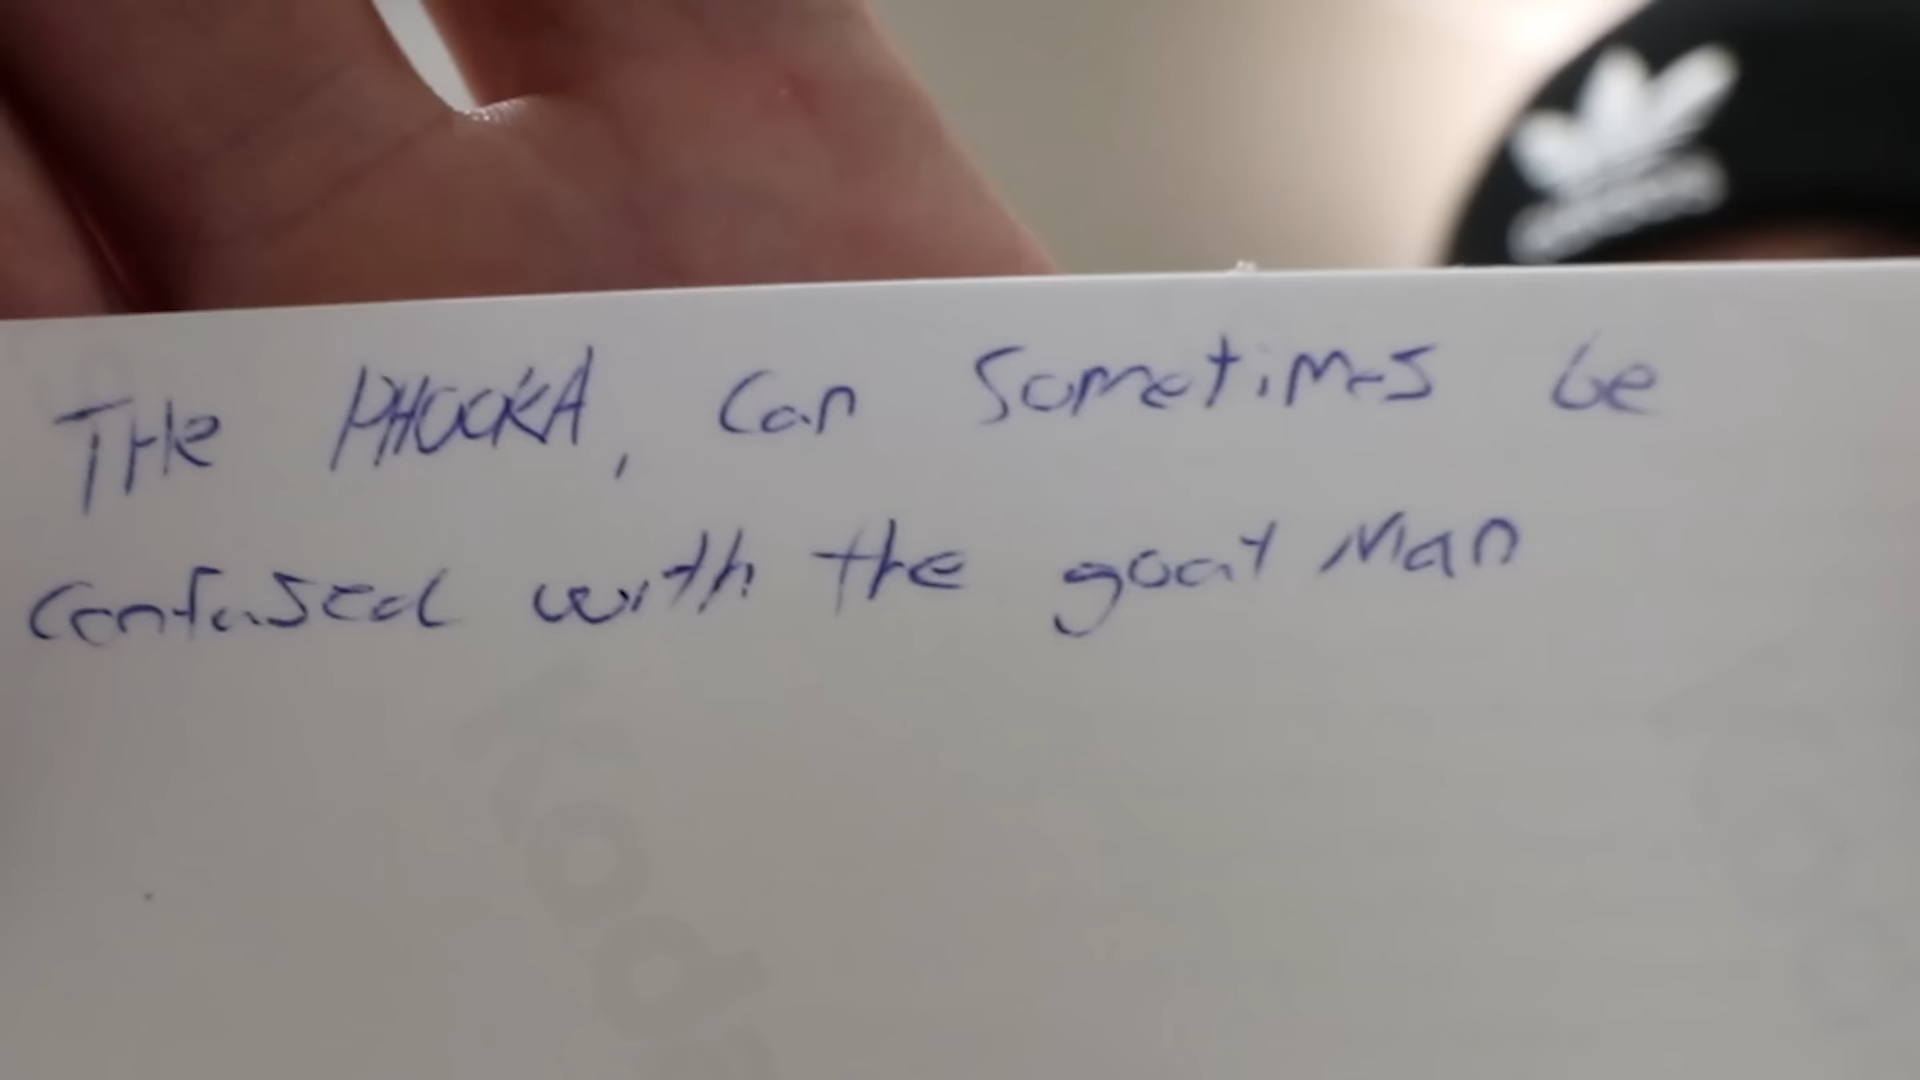 THe PHOOKA, Can Sometimes be
Confused with the goat Man